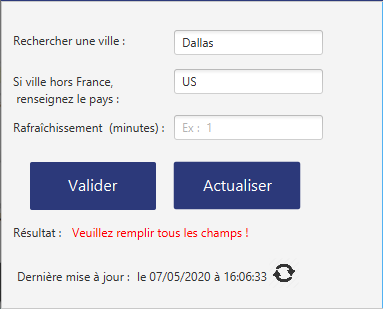 Rechercher une ville :
Dallas
Si ville hors France,
renseignez le pays :
US
Rafraîchissement (minutes) :
Ex : 1
Valider
Actualiser
Résultat : Veuillez remplir tous les champs !
Dernière mise à jour : le 07/05/2020 à 16:06:33